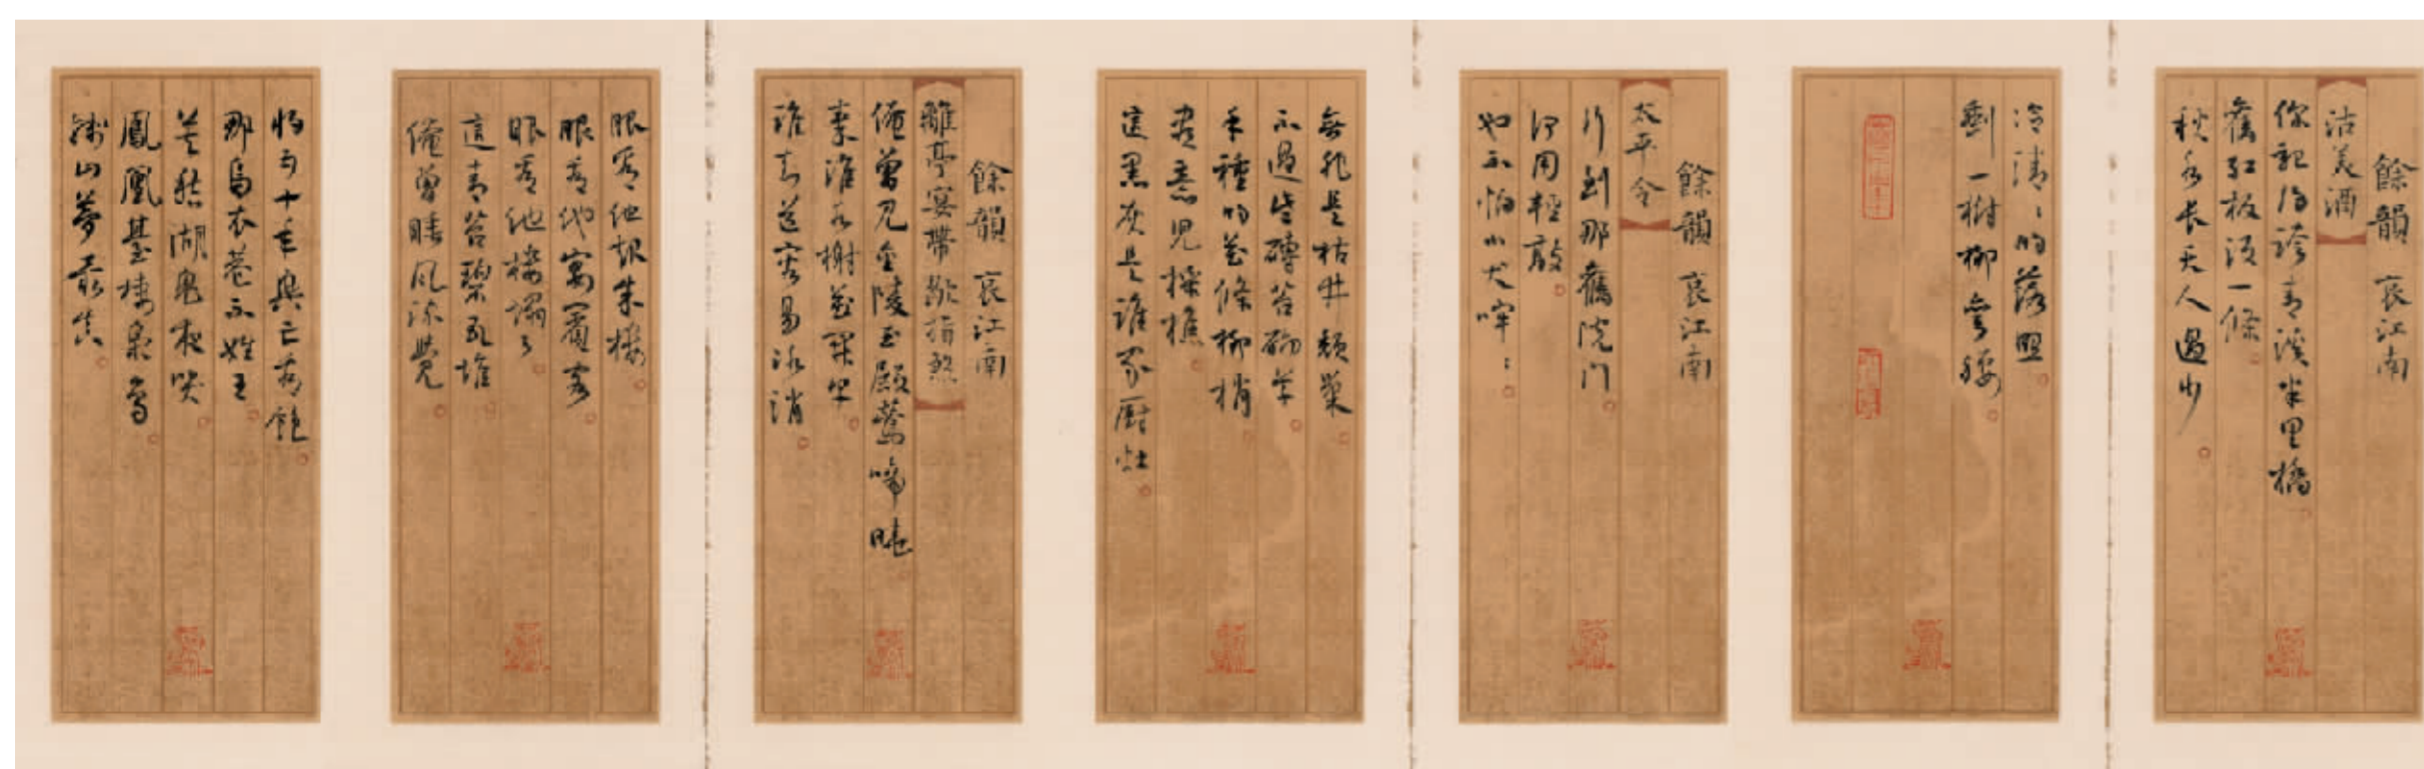 餘韻 哀江南
沽美酒
你記得跨青溪半里橋
舊紅板沒一條
秋水長天人過少
冷清清的落照
剩一樹柳彎腰
餘韻 哀江南
太平令
行到那舊院门
何用輕敲
也不怕小犬哰哰
無非是枯井頹巢
不過些磚苔砌草
手種的花條柳梢
盡意兒採樵
這黑灰是誰家廚灶
餘韻 哀江南
離亭宴帶歇指煞
俺曾見金陵玉殿鶯啼曉
秦淮水榭花開早
誰知道容易冰消
眼看他起朱樓
眼看他宴賓客
眼看他樓塌了
這青苔碧瓦堆
俺曾睡風流覺
將五十年興亡看飽
那烏衣巷不姓王
莫愁湖鬼夜哭
鳳凰臺棲梟鳥
殘山夢最真